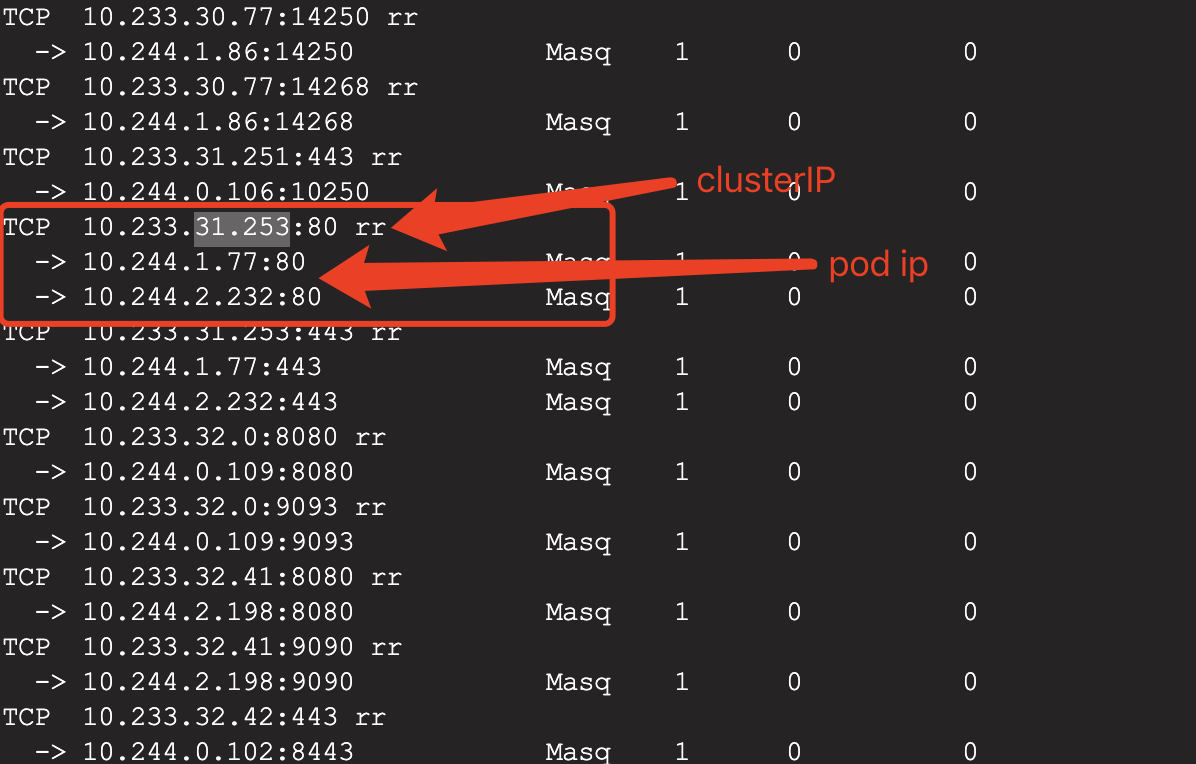 TCP 10.233.30.77:14250 rr
-> 10.244.1.86:14250 Masq 1 0 0
TCP 10.233.30.77:14268 rr
-> 10.244.1.86:14268 Masq 1 0 0
TCP 10.233.31.251:443 rr
-> 10.244.0.106:10250 Masq 1 0 0
clusterIP
TCP 10.233.31.253:80 rr
-> 10.244.1.77:80 Masq 1 0 0
pod ip
-> 10.244.2.232:80 Masq 1 0 0
TCP 10.233.31.253:443 rr
-> 10.244.1.77:443 Masq 1 0 0
-> 10.244.2.232:443 Masq 1 0 0
TCP 10.233.32.0:8080 rr
-> 10.244.0.109:8080 Masq 1 0 0
TCP 10.233.32.0:9093 rr
-> 10.244.0.109:9093 Masq 1 0 0
TCP 10.233.32.41:8080 rr
-> 10.244.2.198:8080 Masq 1 0 0
TCP 10.233.32.41:9090 rr
-> 10.244.2.198:9090 Masq 1 0 0
TCP 10.233.32.42:443 rr
-> 10.244.0.102:8443 Masq 1 0 0